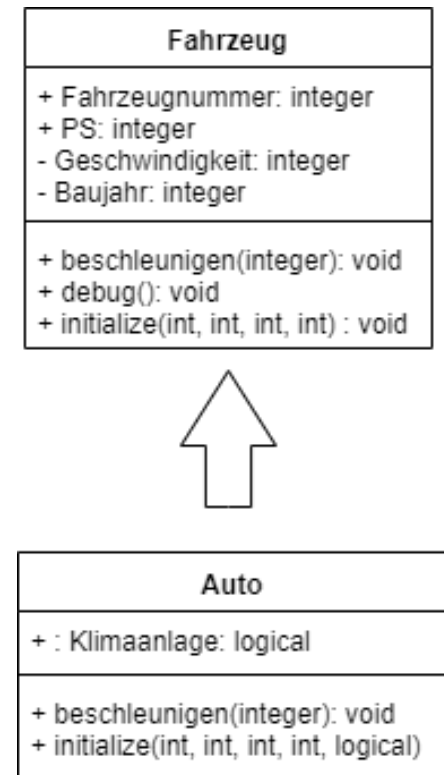 Fahrzeug
+ Fahrzeugnummer: integer
+ PS: integer
- Geschwindigkeit: integer
- Baujahr: integer
+ beschleunigen(integer): void
+ debug(): void
+ initialize(int, int, int, int) : void
Auto
+ : Klimaanlage: logical
+ beschleunigen(integer): void
+ initialize(int, int, int, int, logical)